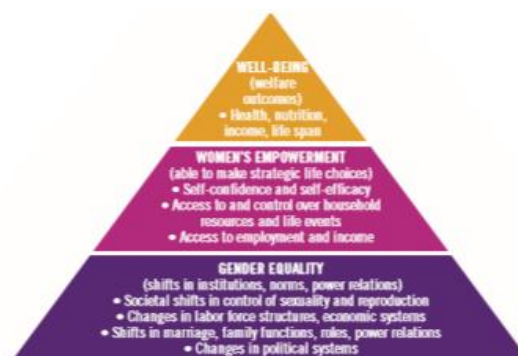 WELL-BEING
(welfare
outcomes)
• Health, nutrition,
income, life span
WOMEN'S EMPOWERMENT
(able to make strategic life choices)
• Self-confidence and self-efficacy
• Access to and control over household
resources and life events
• Access to employment and income
GENDER EQUALITY
(shifts in institutions, norms, power relations)
• Societal shifts in control of sexuality and reproduction
• Changes in labor force structures, economic systems
• Shifts in marriage, family functions, roles, power relations
• Changes in political systems